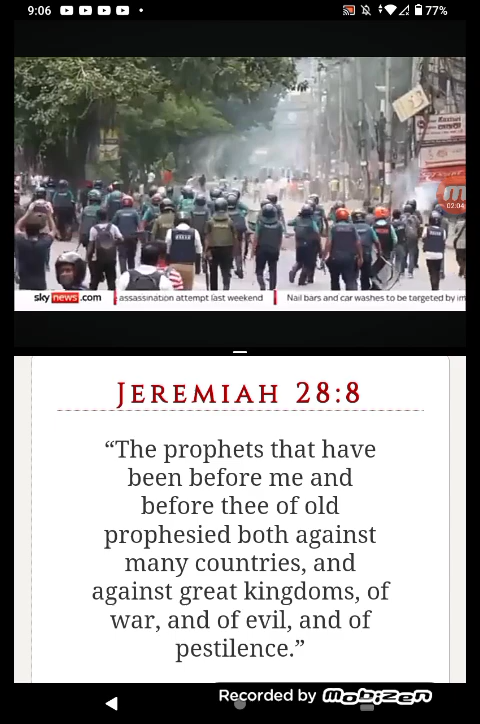 9:06
77%
02:04
sky news.com assassination attempt last weekend Nail bars and car washes to be targeted by im
JEREMIAH 28:8
“The prophets that have
been before me and
before thee of old
prophesied both against
many countries, and
against great kingdoms, of
war, and of evil, and of
pestilence.”
Recorded by Mobizen